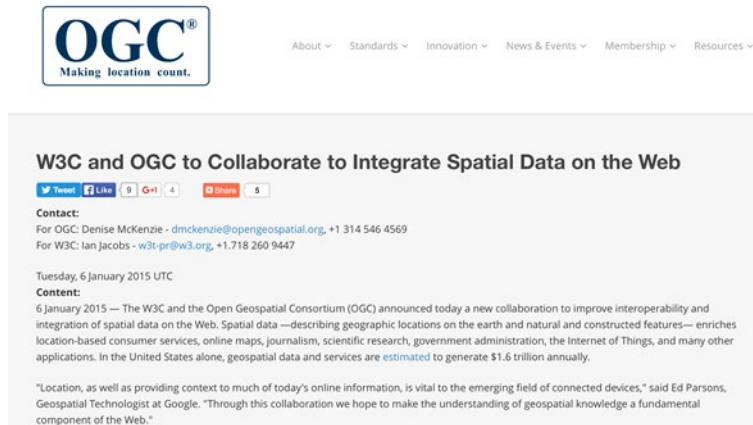 OGC®
Making location count.
About
Standards
Innovation
News & Events
Membership
Resources
W3C and OGC to Collaborate to Integrate Spatial Data on the Web
Tweet Like 9 G+1 4 Share 5
Contact:
For OGC: Denise McKenzie - dmckenzie@opengeospatial.org, +1 314 546 4569
For W3C: Ian Jacobs - w3t-pr@w3.org, +1.718 260 9447
Tuesday, 6 January 2015 UTC
Content:
6 January 2015 — The W3C and the Open Geospatial Consortium (OGC) announced today a new collaboration to improve interoperability and
integration of spatial data on the Web. Spatial data —describing geographic locations on the earth and natural and constructed features— enriches
location-based consumer services, online maps, journalism, scientific research, government administration, the Internet of Things, and many other
applications. In the United States alone, geospatial data and services are estimated to generate $1.6 trillion annually.
"Location, as well as providing context to much of today's online information, is vital to the emerging field of connected devices," said Ed Parsons,
Geospatial Technologist at Google. "Through this collaboration we hope to make the understanding of geospatial knowledge a fundamental
component of the Web."